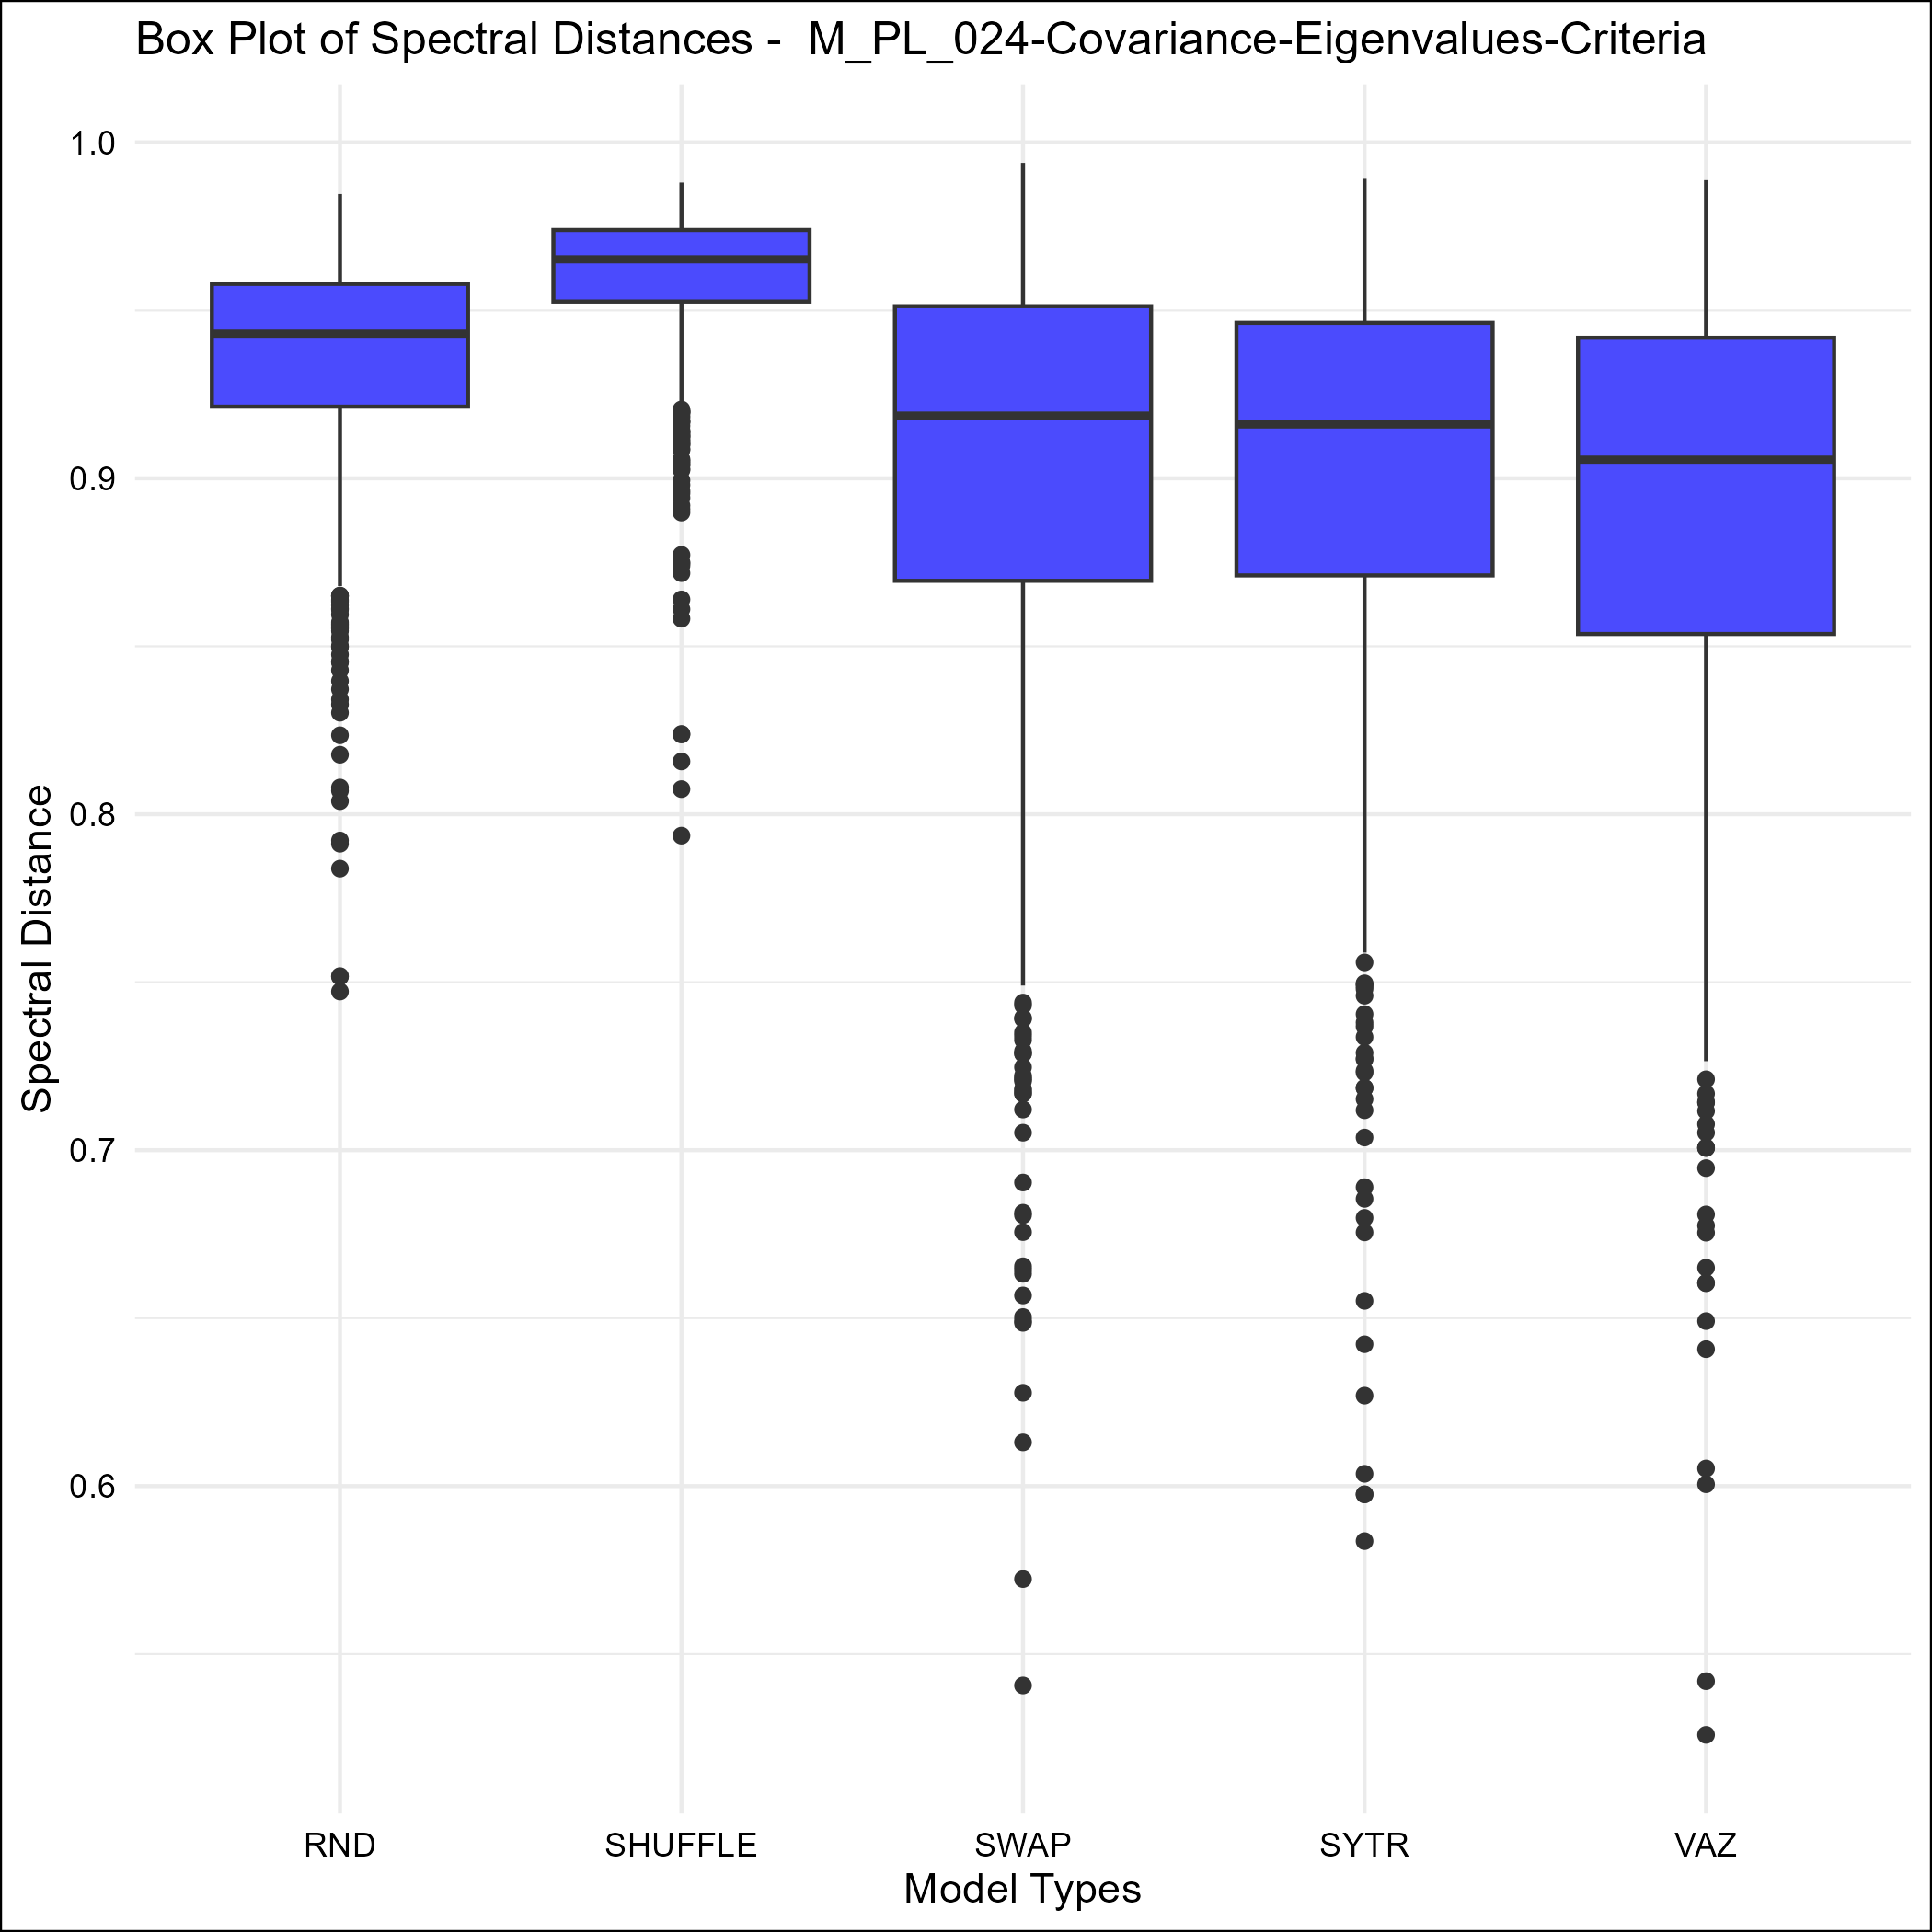 Box Plot of Spectral Distances -  M_PL_024-Covariance-Eigenvalues-Criteria
1.0
0.9
0.8
0.7
0.6
Spectral Distance
RND
SHUFFLE
SWAP
SYTR
VAZ
Model Types